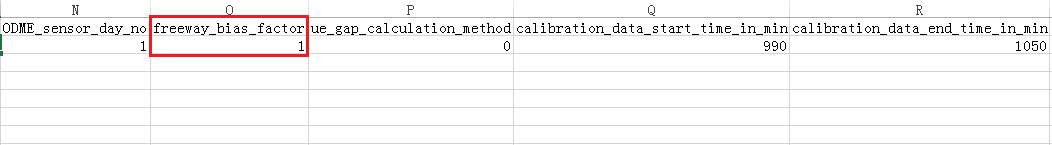 N O P Q R
ODME_sensor_day_no freeway_bias_factor ue_gap_calculation_method calibration_data_start_time_in_min calibration_data_end_time_in_min
1 1 0 990 1050